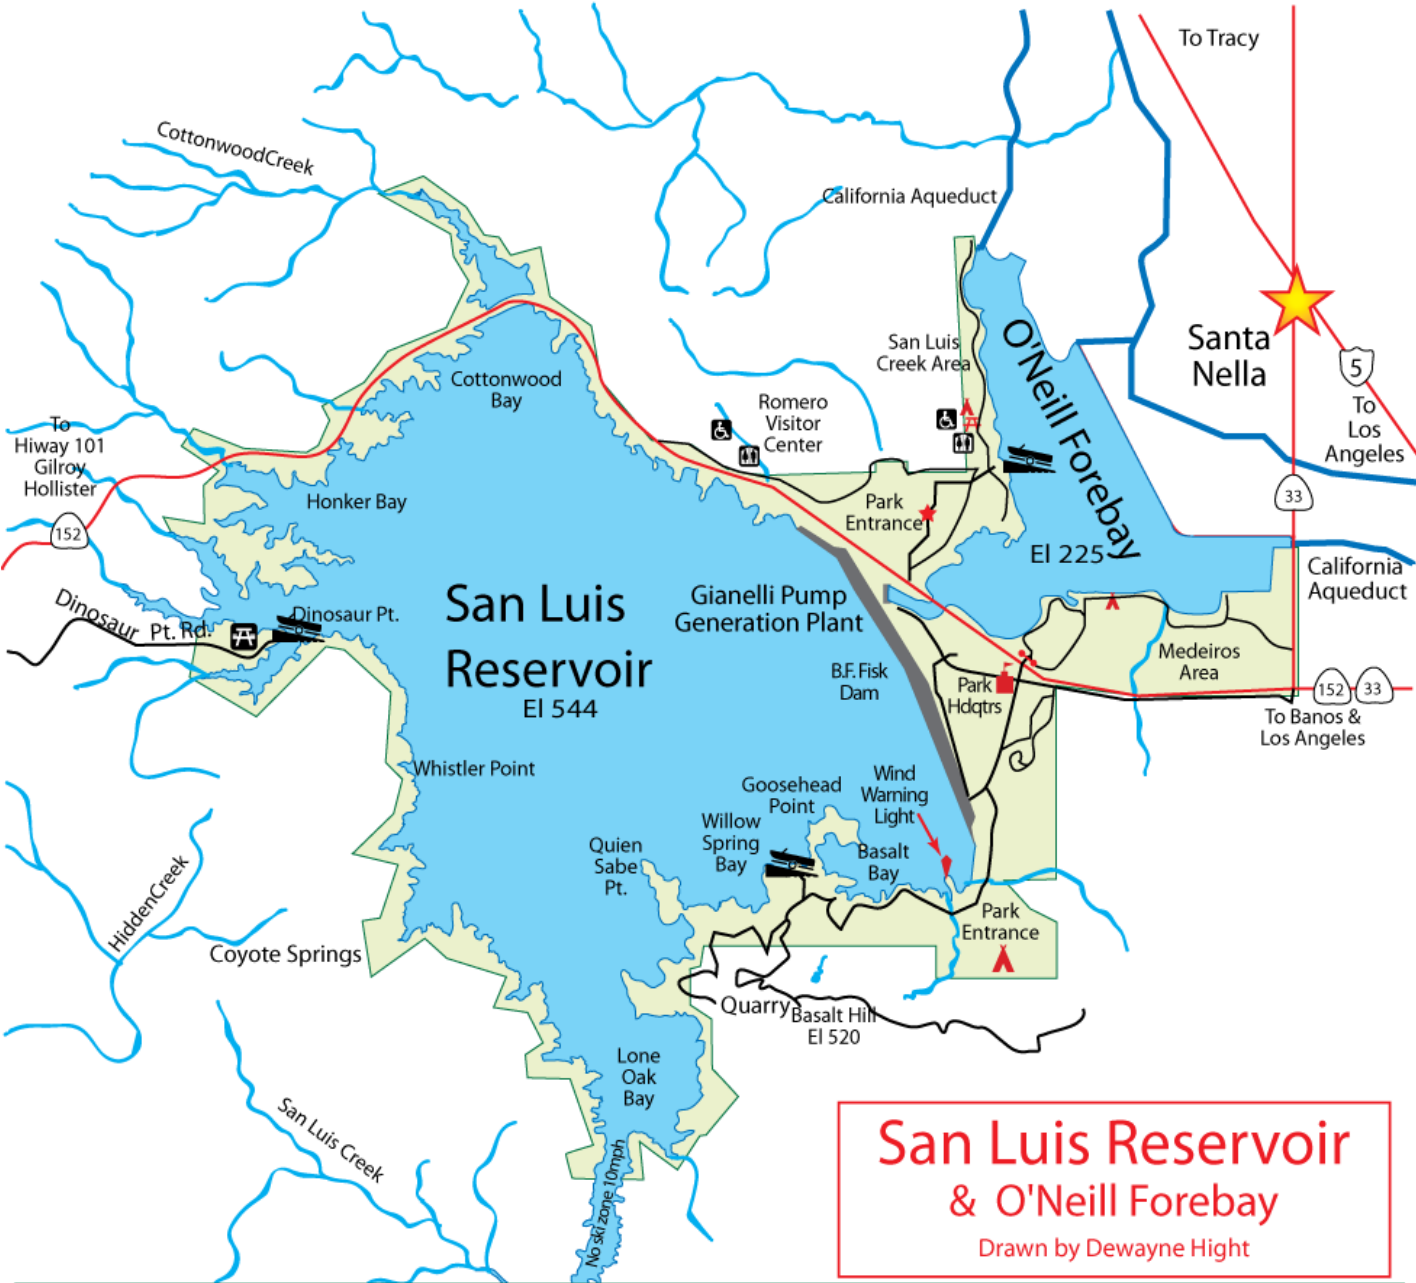 To Tracy
CottonwoodCreek
California Aqueduct
Santa
Nella
5
To
Los
Angeles
33
San Luis
Creek Area
O'Neill Forebay
El 225
Cottonwood
Bay
Romero
Visitor
Center
To
Hiway 101
Gilroy
Hollister
152
Honker Bay
Park
Entrance
California
Aqueduct
Dinosaur Pt. Rd.
Dinosaur Pt.
San Luis
Reservoir
El 544
Gianelli Pump
Generation Plant
B.F. Fisk
Dam
Park
Hdqtrs
Medeiros
Area
152
33
To Banos &
Los Angeles
Whistler Point
Goosehead
Point
Wind
Warning
Light
Willow
Spring
Bay
Quien
Sabe
Pt.
Basalt
Bay
HiddenCreek
Coyote Springs
Park
Entrance
Quarry
Basalt Hill
El 520
Lone
Oak
Bay
San Luis Creek
No ski zone 10mph
San Luis Reservoir
& O'Neill Forebay
Drawn by Dewayne Hight